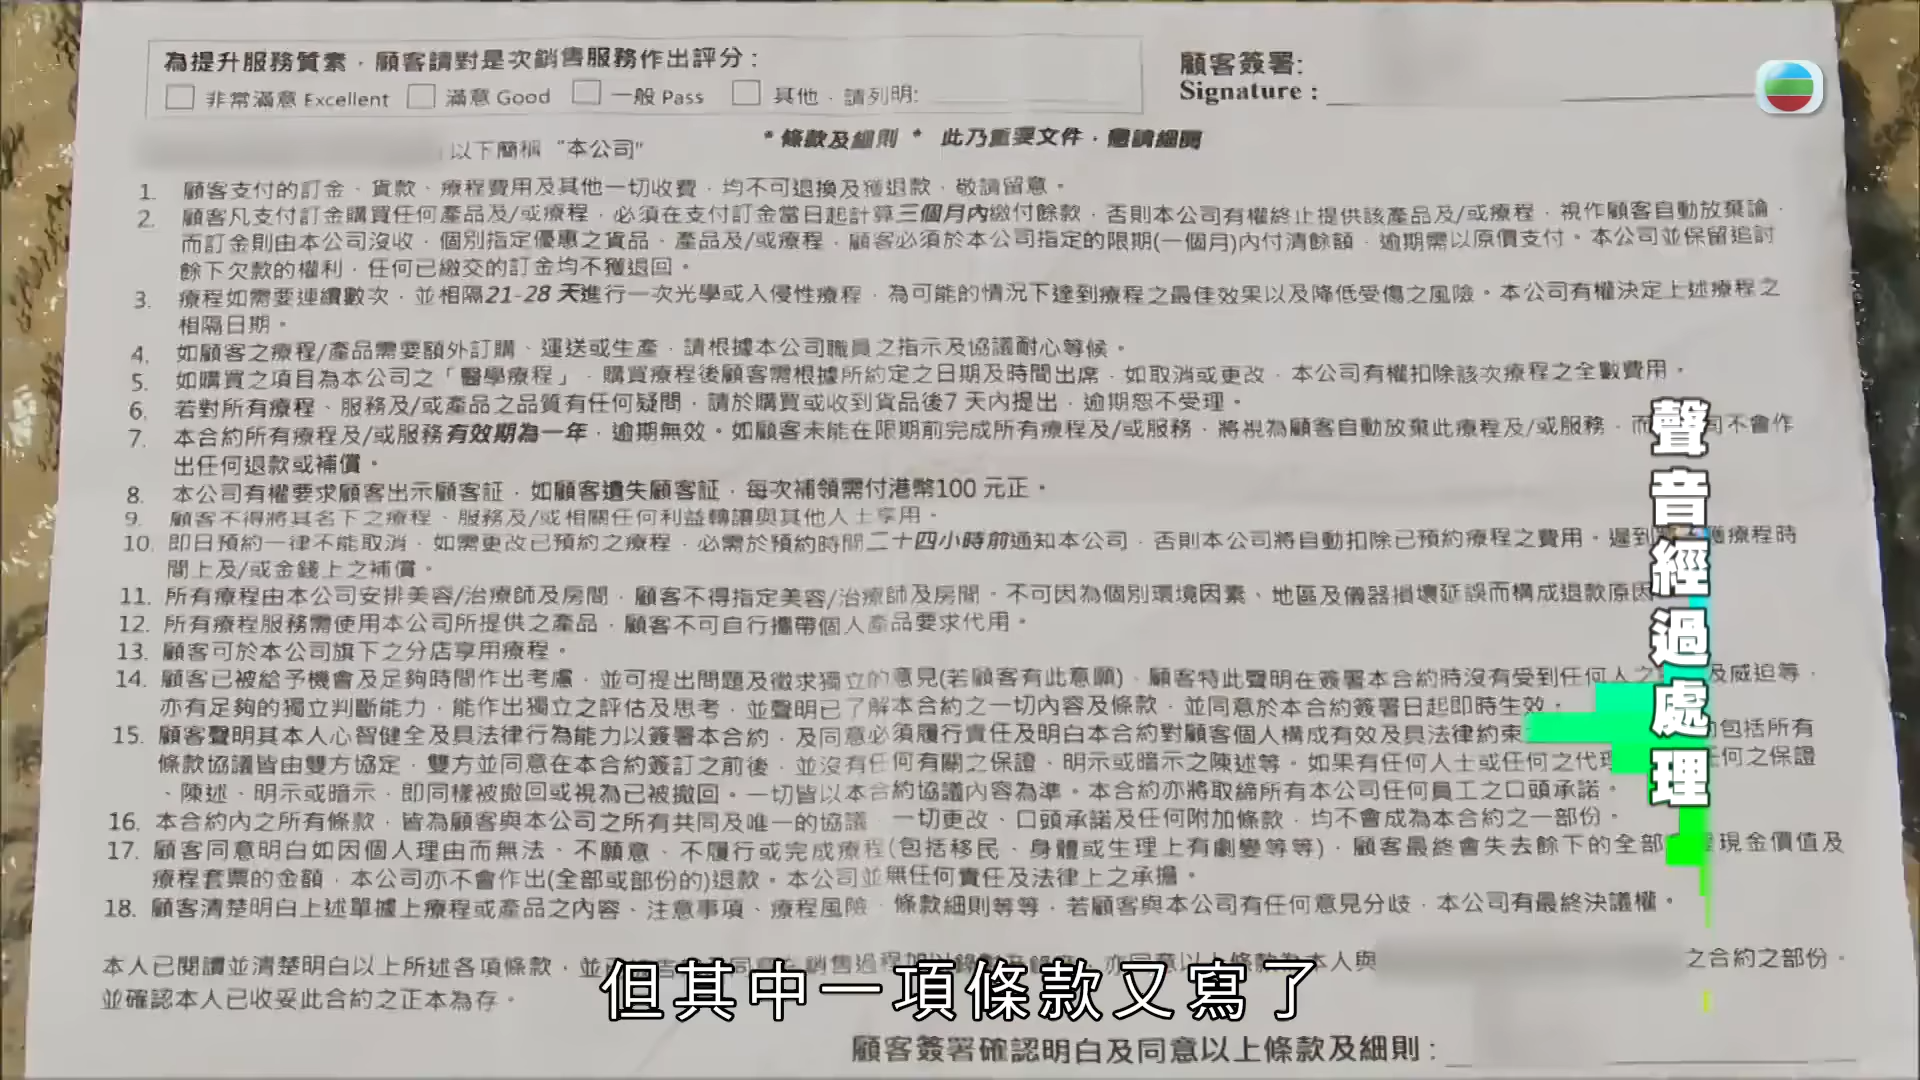 為提升服務質素，顧客請對是次銷售服務作出評分：
非常滿意 Excellent 滿意 Good 一般 Pass 其他，請列明:
顧客簽署:
Signature :
以下簡稱 "本公司"
* 條款及細則 * 此乃重要文件，懇請細閱
1. 顧客支付的訂金、貨款、療程費用及其他一切收費，均不可退換及獲退款，敬請留意。
2. 顧客凡支付訂金購買任何產品及/或療程，必須在支付訂金當日起計算三個月內繳付餘款，否則本公司有權終止提供該產品及/或療程，視作顧客自動放棄論，
而訂金則由本公司沒收，個別指定優惠之貨品、產品及/或療程，顧客必須於本公司指定的限期(一個月)內付清餘額，逾期需以原價支付。本公司並保留追討
餘下欠款的權利，任何已繳交的訂金均不獲退回。
3. 療程如需要連續數次，並相隔21-28 天進行一次光學或入侵性療程，為可能的情況下達到療程之最佳效果以及降低受傷之風險。本公司有權決定上述療程之
相隔日期。
4. 如顧客之療程/產品需要額外訂購、運送或生產，請根據本公司職員之指示及協議耐心等候。
5. 如購買之項目為本公司之「醫學療程」，購買療程後顧客需根據所約定之日期及時間出席，如取消或更改，本公司有權扣除該次療程之全數費用。
6. 若對所有療程、服務及/或產品之品質有任何疑問，請於購買或收到貨品後7 天內提出，逾期恕不受理。
7. 本合約所有療程及/或服務有效期為一年，逾期無效。如顧客未能在限期前完成所有療程及/或服務，將視為顧客自動放棄此療程及/或服務，而 司不會作
出任何退款或補償。
8. 本公司有權要求顧客出示顧客証，如顧客遺失顧客証，每次補領需付港幣100 元正。
9. 顧客不得將其名下之療程、服務及/或相關任何利益轉讓與其他人士享用。
10. 即日預約一律不能取消，如需更改已預約之療程，必需於預約時間二十四小時前通知本公司，否則本公司將自動扣除已預約療程之費用。遲到 獲療程時
間上及/或金錢上之補償。
11. 所有療程由本公司安排美容/治療師及房間，顧客不得指定美容/治療師及房間。不可因為個別環境因素、地區及儀器損壞延誤而構成退款原因
12. 所有療程服務需使用本公司所提供之產品，顧客不可自行攜帶個人產品要求代用。
13. 顧客可於本公司旗下之分店享用療程。
14. 顧客已被給予機會及足夠時間作出考慮，並可提出問題及徵求獨立的意見(若顧客有此意願)，顧客特此聲明在簽署本合約時沒有受到任何人之 及威迫等，
亦有足夠的獨立判斷能力，能作出獨立之評估及思考，並聲明已了解本合約之一切內容及條款，並同意於本合約簽署日起即時生效。
15. 顧客聲明其本人心智健全及具法律行為能力以簽署本合約，及同意必須履行責任及明白本合約對顧客個人構成有效及具法律約束 包括所有
條款協議皆由雙方協定，雙方並同意在本合約簽訂之前後，並沒有任何有關之保證、明示或暗示之陳述等。如果有任何人士或任何之代理 任何之保證
、陳述、明示或暗示，即同樣被撤回或視為已被撤回。一切皆以本合約協議內容為準。本合約亦將取締所有本公司任何員工之口頭承諾。
16. 本合約內之所有條款，皆為顧客與本公司之所有共同及唯一的協議，一切更改、口頭承諾及任何附加條款，均不會成為本合約之一部份。
17. 顧客同意明白如因個人理由而無法、不願意、不履行或完成療程(包括移民、身體或生理上有劇變等等)，顧客最終會失去餘下的全部 現金價值及
療程套票的金額，本公司亦不會作出(全部或部份的)退款。本公司並無任何責任及法律上之承擔。
18. 顧客清楚明白上述單據上療程或產品之內容、注意事項、療程風險、條款細則等等，若顧客與本公司有任何意見分歧，本公司有最終決議權。
本人已閱讀並清楚明白以上所述各項條款，並 為本人與 之合約之部份。
並確認本人已收妥此合約之正本為存。
顧客簽署確認明白及同意以上條款及細則：
聲音經過處理
但其中一項條款又寫了